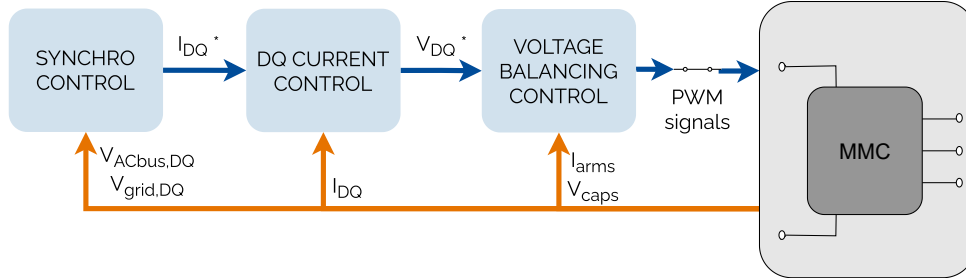 SYNCHRO
CONTROL
I_DQ *
DQ CURRENT
CONTROL
V_DQ *
VOLTAGE
BALANCING
CONTROL
PWM
signals
MMC
V_ACbus,DQ
V_grid,DQ
I_DQ
I_arms
V_caps